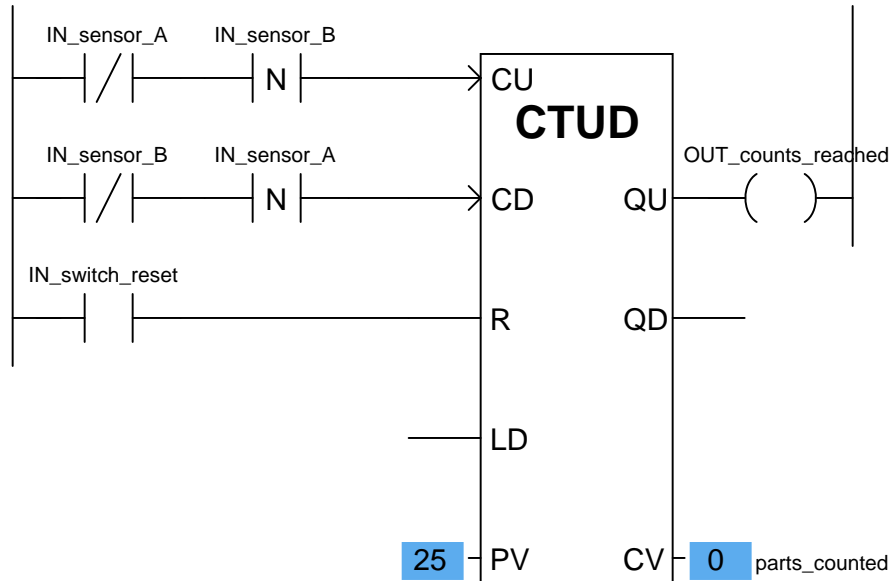 IN_sensor_A IN_sensor_B
N CU
CTUD
IN_sensor_B IN_sensor_A OUT_counts_reached
N CD QU
IN_switch_reset
R QD
LD
25 PV CV 0 parts_counted